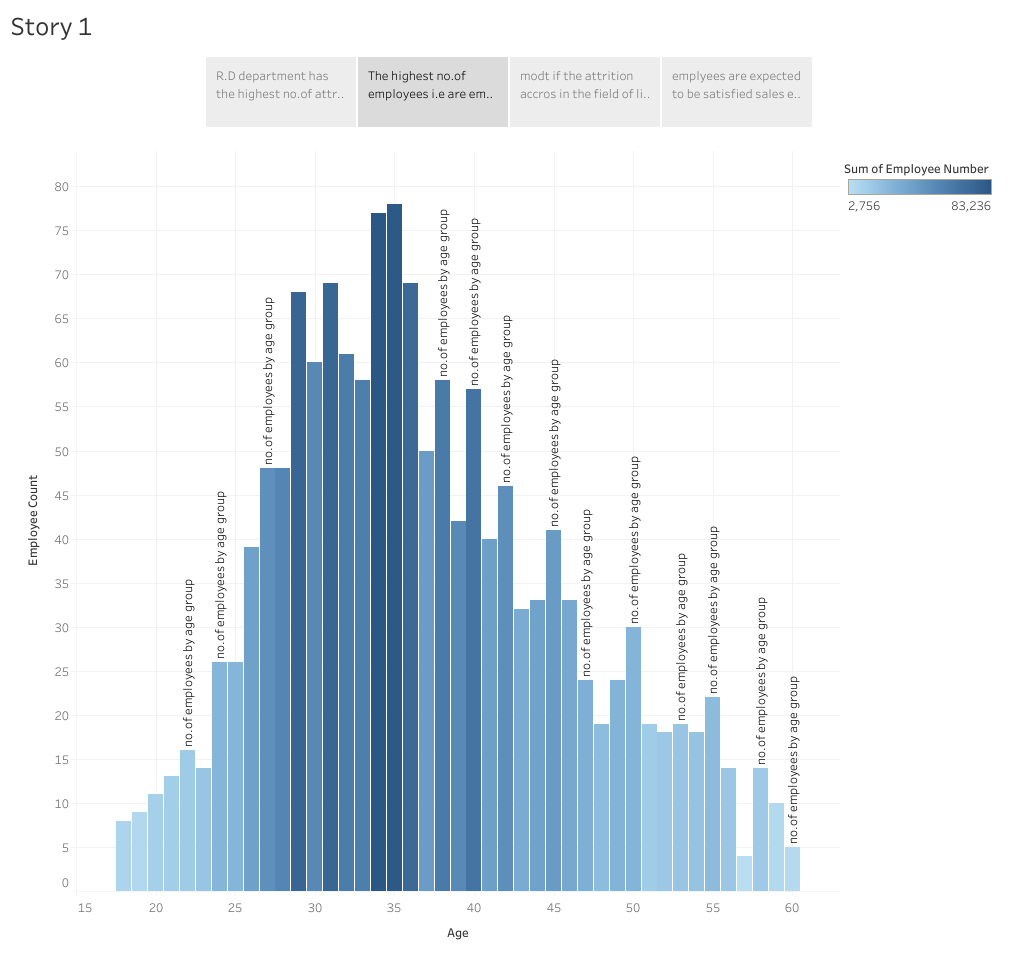 Story 1
R.D department has
the highest no.of attr..
The highest no.of
employees i.e are em..
modt if the attrition
accros in the field of li..
emplyees are expected
to be satisfied sales e..
Sum of Employee Number
2,756 83,236
80
75
70
65
60
55
50
45
40
35
30
25
20
15
10
5
0
Employee Count
no.of employees by age group
no.of employees by age group
no.of employees by age group
no.of employees by age group
no.of employees by age group
no.of employees by age group
no.of employees by age group
no.of employees by age group
no.of employees by age group
no.of employees by age group
no.of employees by age group
no.of employees by age group
no.of employees by age group
15 20 25 30 35 40 45 50 55 60
Age